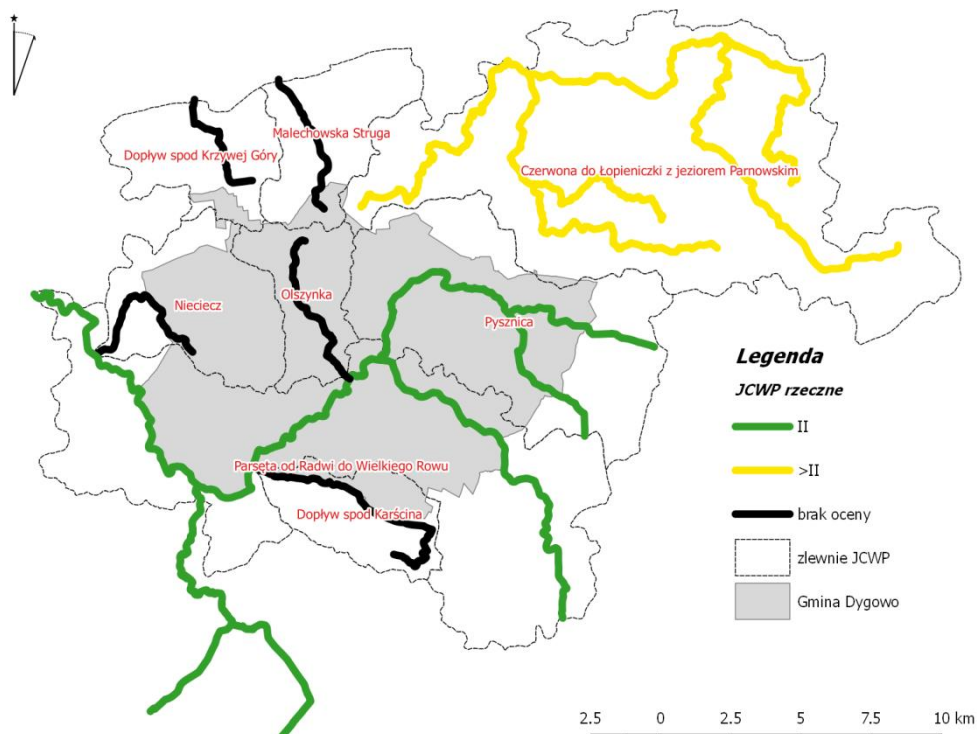 Malechowska Struga
Dopływ spod Krzywej Góry
Czerwona do Łopieniczki z jeziorem Parnowskim
Olszynka
Nieciecz
Pysznica
Parsęta od Radwi do Wielkiego Rowu
Dopływ spod Karścina
Legenda
JCWP rzeczne
II
>II
brak oceny
zlewnie JCWP
Gmina Dygowo
2.5 0 2.5 5 7.5 10 km